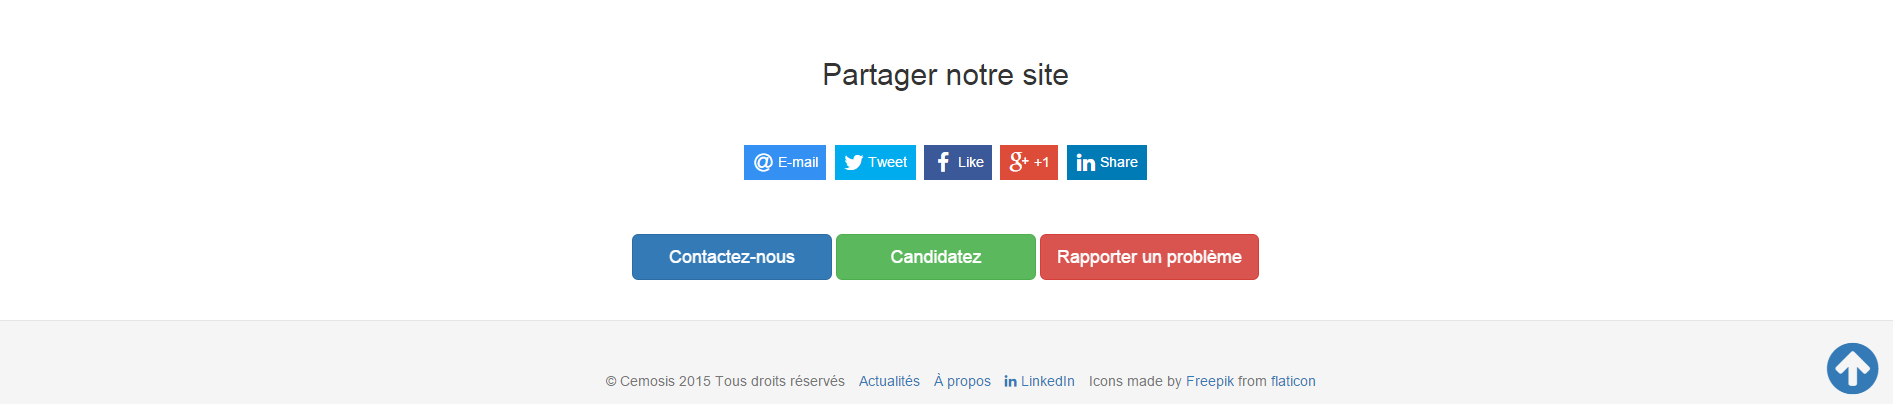 Partager notre site
E-mail Tweet Like +1 Share
Contactez-nous Candidatez Rapporter un problème
© Cemosis 2015 Tous droits réservés Actualités À propos LinkedIn Icons made by Freepik from flaticon